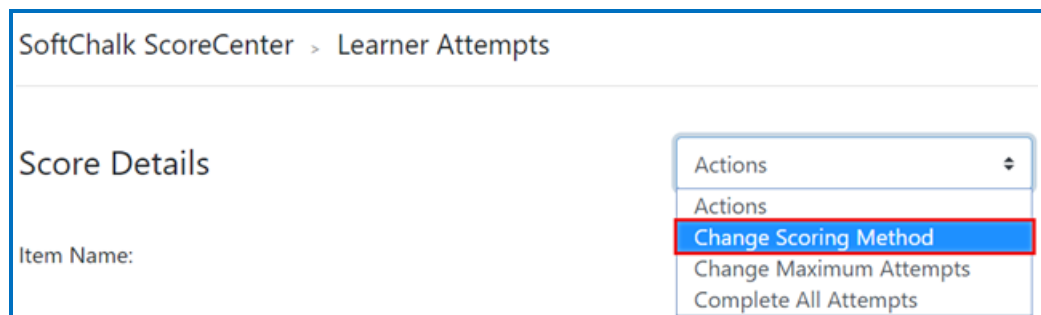 SoftChalk ScoreCenter > Learner Attempts
Score Details
Actions
Actions
Change Scoring Method
Item Name:
Change Maximum Attempts
Complete All Attempts